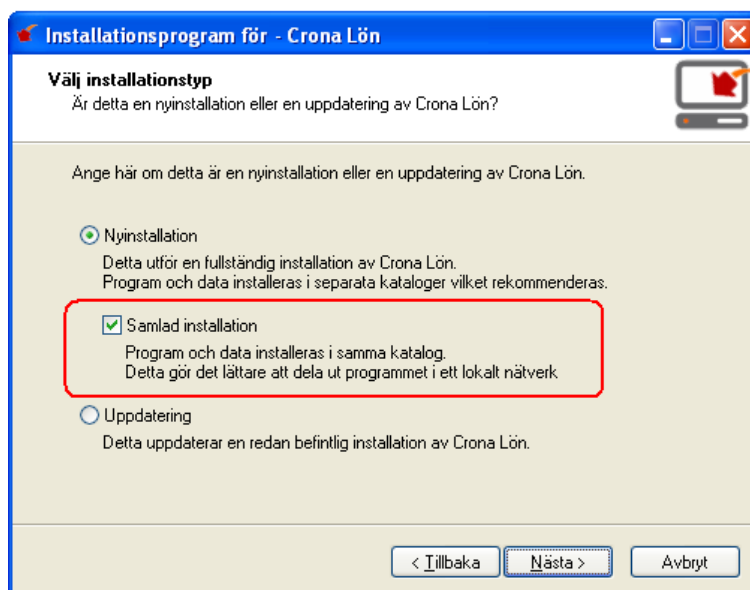 Installationsprogram för - Crona Lön
Välj installationstyp
Är detta en nyinstallation eller en uppdatering av Crona Lön?
Ange här om detta är en nyinstallation eller en uppdatering av Crona Lön.
Nyinstallation
Detta utför en fullständig installation av Crona Lön.
Program och data installeras i separata kataloger vilket rekommenderas.
Samlad installation
Program och data installeras i samma katalog.
Detta gör det lättare att dela ut programmet i ett lokalt nätverk
Uppdatering
Detta uppdaterar en redan befintlig installation av Crona Lön.
< Tillbaka
Nästa >
Avbryt